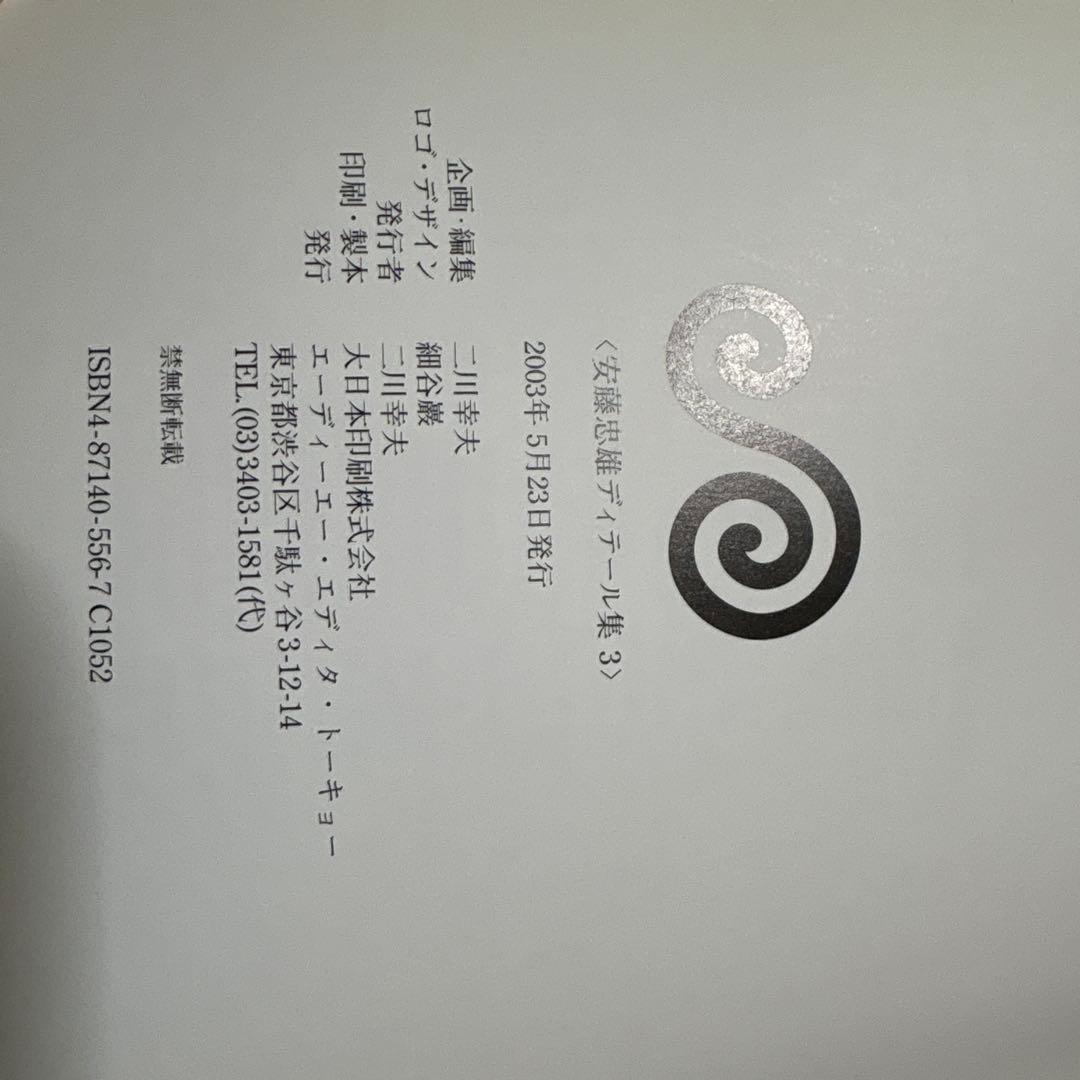 〈安藤忠雄ディテール集 3〉
2003年 5月23日発行
企画・編集 二川幸夫
ロゴ・デザイン 細谷巖
発行者 二川幸夫
印刷・製本 大日本印刷株式会社
発行 エーディーエー・エディタ・トーキョー
東京都渋谷区千駄ヶ谷3-12-14
TEL.(03)3403-1581(代)
禁無断転載
ISBN4-87140-556-7 C1052